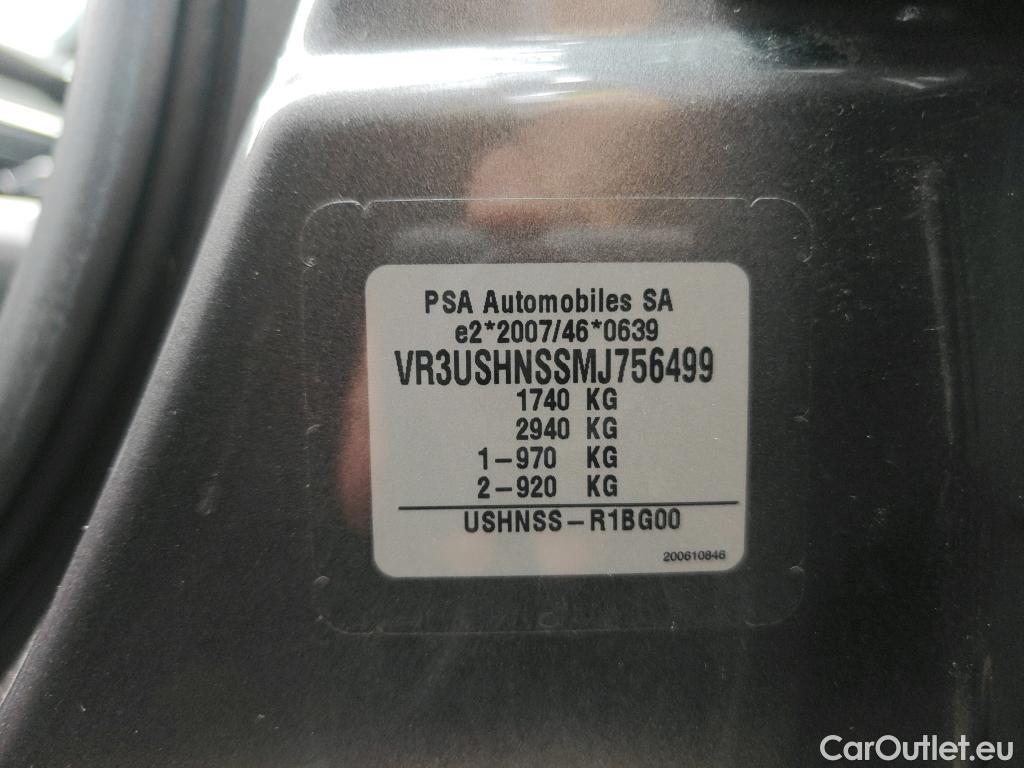 PSA Automobiles SA
e2*2007/46*0639
VR3USHNSSMJ756499
1740 KG
2940 KG
1-970 KG
2-920 KG
USHNSS-R1BG00
200610846
CarOutlet.eu